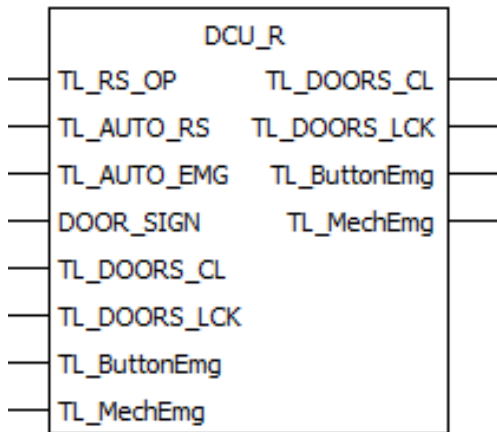 DCU_R
TL_RS_OP TL_DOORS_CL
TL_AUTO_RS TL_DOORS_LCK
TL_AUTO_EMG TL_ButtonEmg
DOOR_SIGN TL_MechEmg
TL_DOORS_CL
TL_DOORS_LCK
TL_ButtonEmg
TL_MechEmg